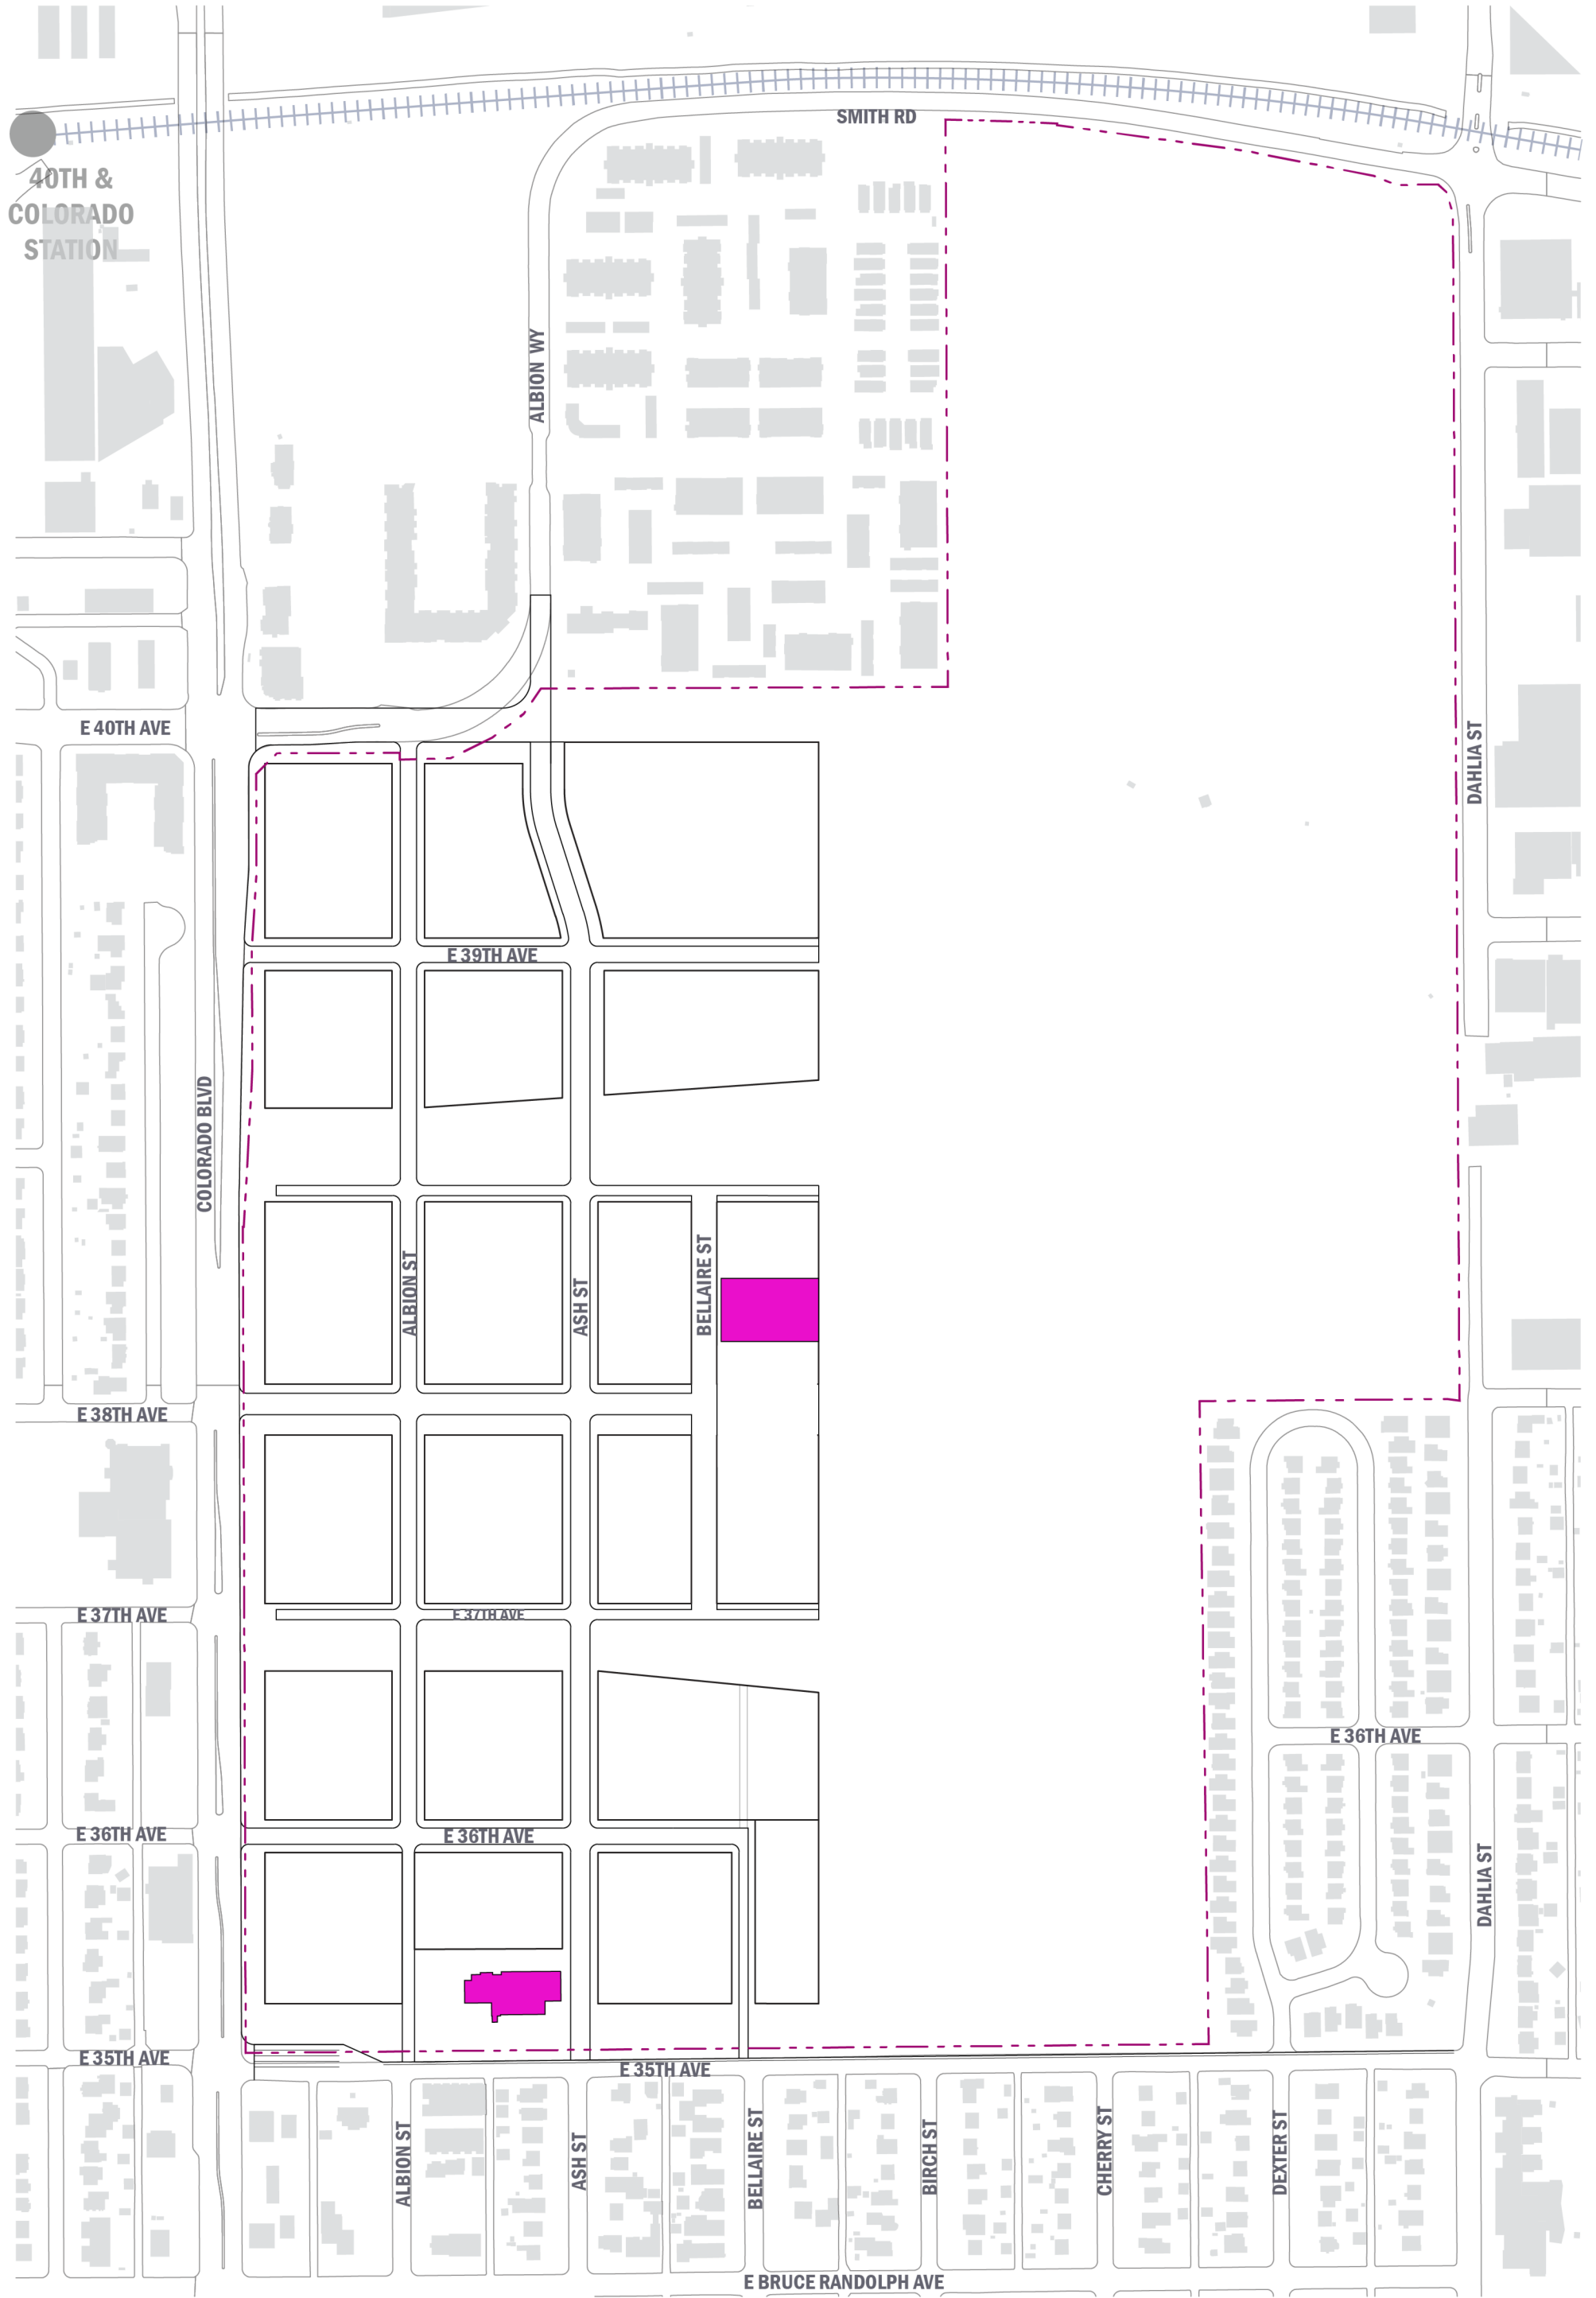 SMITH RD
40TH &
COLORADO
STATION
ALBION WY
E 40TH AVE
DAHLIA ST
E 39TH AVE
COLORADO BLVD
ALBION ST
ASH ST
BELLAIRE ST
E 38TH AVE
E 37TH AVE
E 37TH AVE
E 36TH AVE
E 36TH AVE
E 36TH AVE
DAHLIA ST
E 35TH AVE
E 35TH AVE
ALBION ST
ASH ST
BELLAIRE ST
BIRCH ST
CHERRY ST
DEXTER ST
E BRUCE RANDOLPH AVE